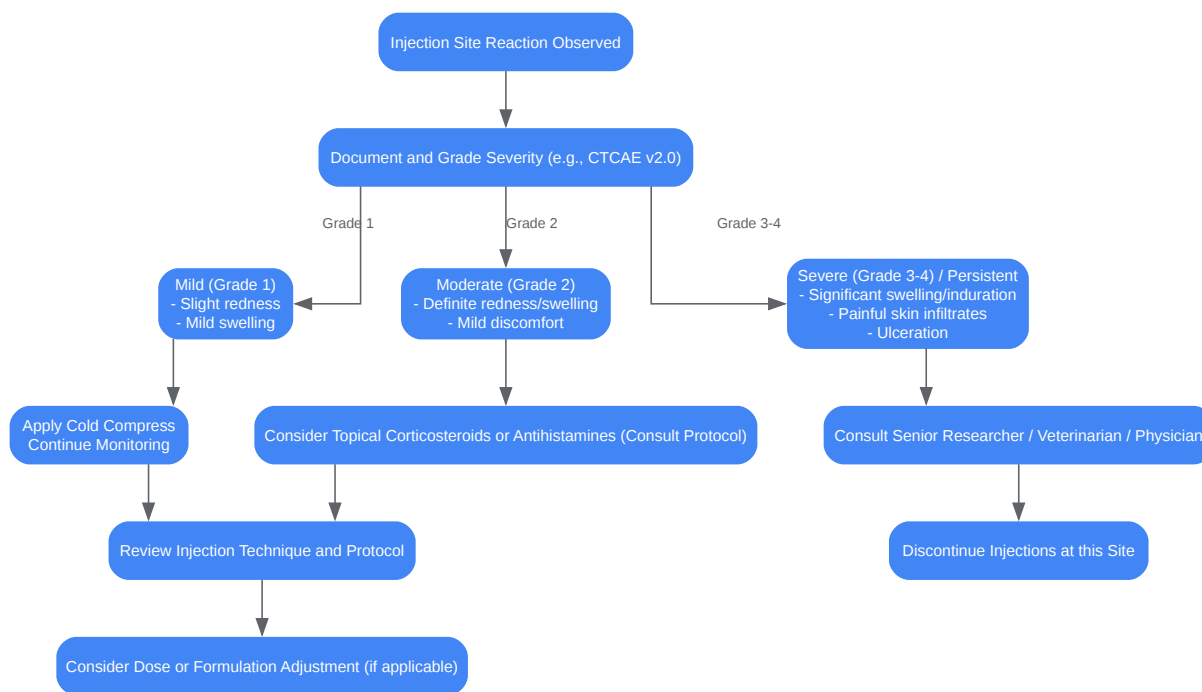 Injection Site Reaction Observed
Document and Grade Severity (e.g., CTCAE v2.0)
Grade 1
Grade 2
Grade 3-4
Mild (Grade 1)
- Slight redness
- Mild swelling
Moderate (Grade 2)
- Definite redness/swelling
- Mild discomfort
Severe (Grade 3-4) / Persistent
- Significant swelling/induration
- Painful skin infiltrates
- Ulceration
Apply Cold Compress
Continue Monitoring
Consider Topical Corticosteroids or Antihistamines (Consult Protocol)
Consult Senior Researcher / Veterinarian / Physician
Review Injection Technique and Protocol
Discontinue Injections at this Site
Consider Dose or Formulation Adjustment (if applicable)